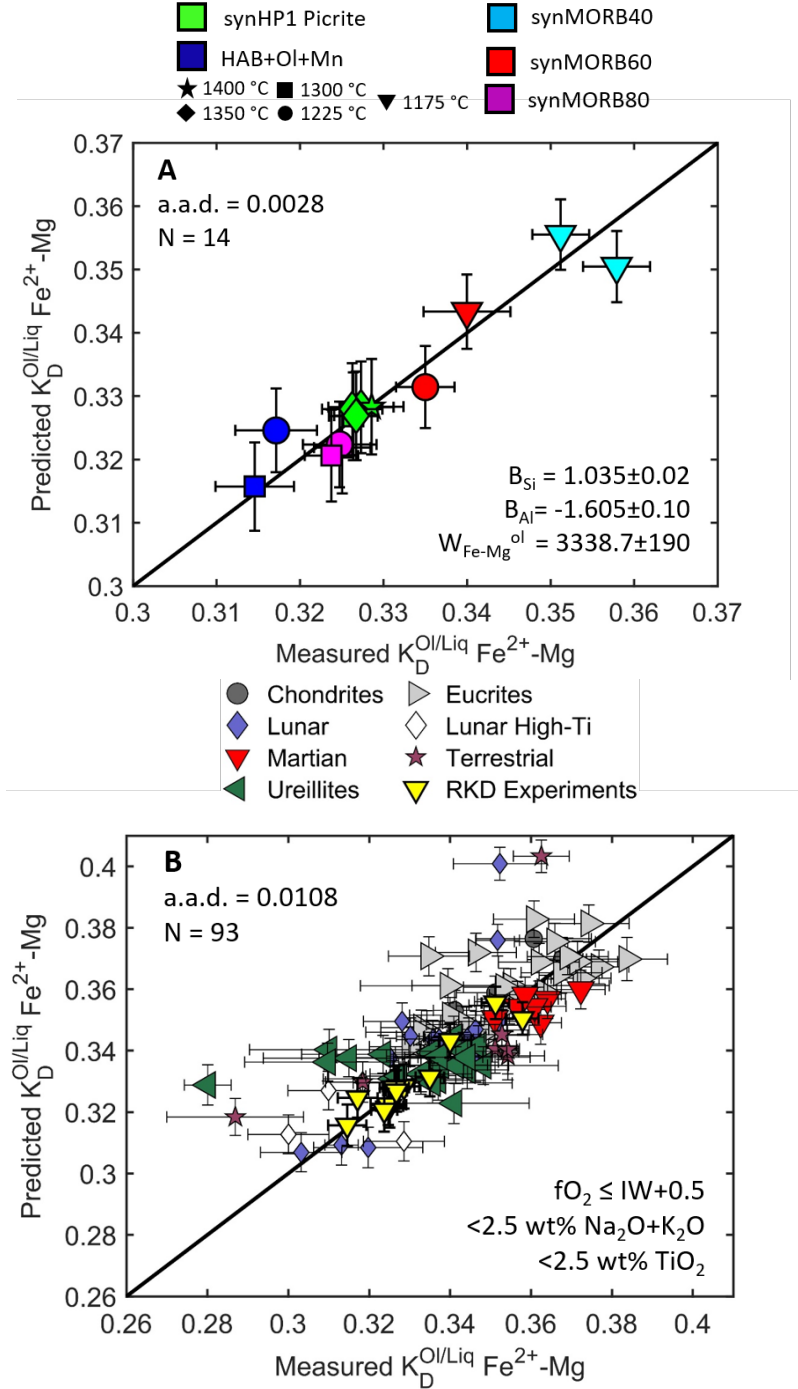 synHP1 Picrite
synMORB40
HAB+Ol+Mn
synMORB60
1400 °C
1300 °C
1175 °C
synMORB80
1350 °C
1225 °C
0.37
0.36
0.35
0.34
0.33
0.32
0.31
0.3
Predicted K_D^Ol/Liq Fe²⁺-Mg
A
a.a.d. = 0.0028
N = 14
B_Si = 1.035±0.02
B_Al= -1.605±0.10
W_Fe-Mg^ol = 3338.7±190
0.3 0.31 0.32 0.33 0.34 0.35 0.36 0.37
Measured K_D^Ol/Liq Fe²⁺-Mg
Chondrites
Eucrites
Lunar
Lunar High-Ti
Martian
Terrestrial
Ureillites
RKD Experiments
0.4
0.38
0.36
0.34
0.32
0.3
0.28
0.26
Predicted K_D^Ol/Liq Fe²⁺-Mg
B
a.a.d. = 0.0108
N = 93
fO₂ ≤ IW+0.5
<2.5 wt% Na₂O+K₂O
<2.5 wt% TiO₂
0.26 0.28 0.3 0.32 0.34 0.36 0.38 0.4
Measured K_D^Ol/Liq Fe²⁺-Mg